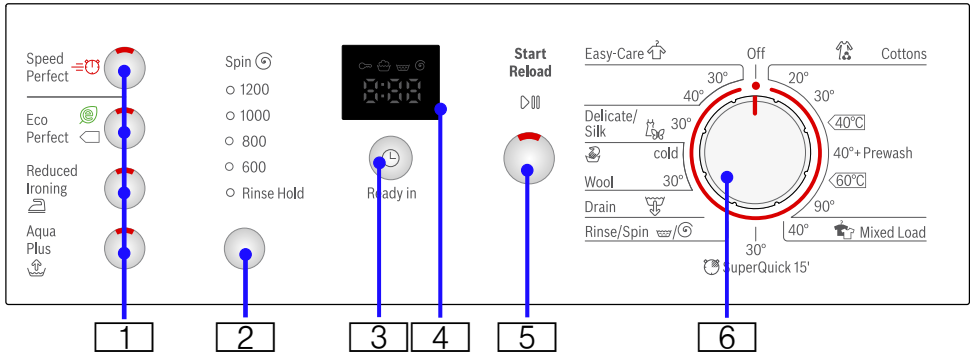 Speed
Perfect
Eco
Perfect
Reduced
Ironing
Aqua
Plus
Spin
1200
1000
800
600
Rinse Hold
8:88
Ready in
Start
Reload
Easy-Care
Off
Cottons
30°
20°
40°
30°
Delicate/
Silk
30°
40°C
cold
40°+ Prewash
Wool
30°
60°C
Drain
90°
Rinse/Spin
40°
Mixed Load
30°
SuperQuick 15'
1
2
3
4
5
6